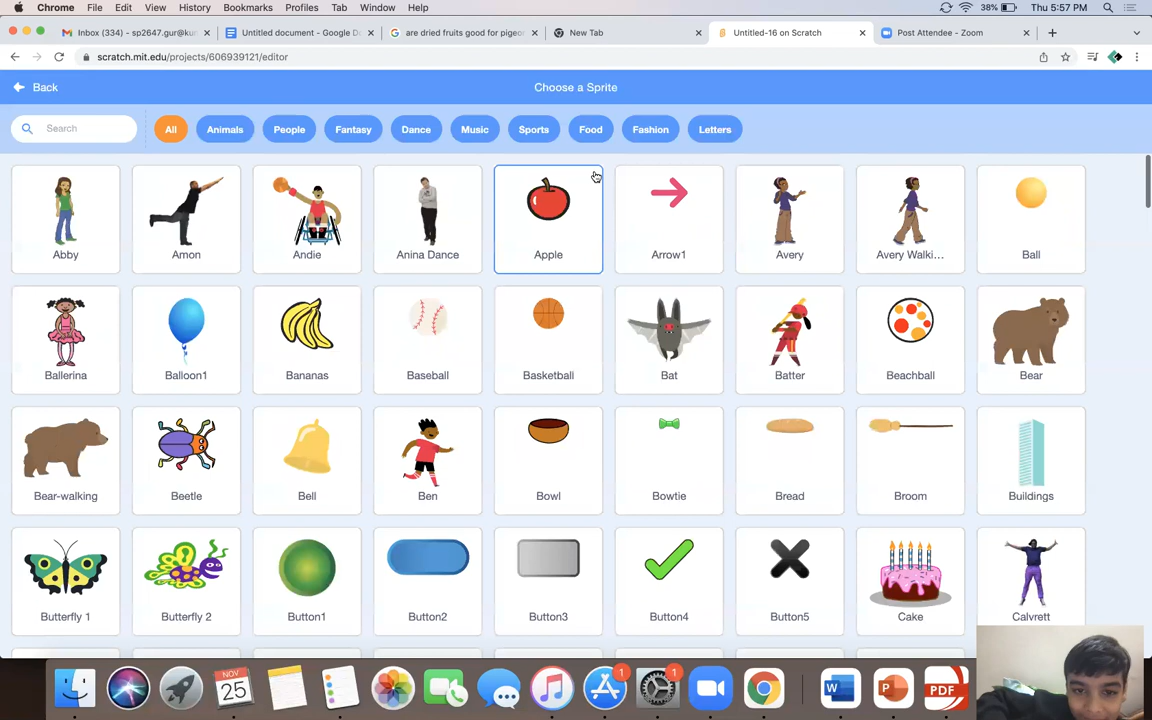 Chrome File Edit View History Bookmarks Profiles Tab Window Help 38% Thu 5:57 PM
Inbox (334) - sp2647.gur@kun Untitled document - Google D are dried fruits good for pigeon New Tab Untitled-16 on Scratch Post Attendee - Zoom
scratch.mit.edu/projects/606939121/editor
Back Choose a Sprite
Search All Animals People Fantasy Dance Music Sports Food Fashion Letters
Abby Amon Andie Anina Dance Apple Arrow1 Avery Avery Walki... Ball
Ballerina Balloon1 Bananas Baseball Basketball Bat Batter Beachball Bear
Bear-walking Beetle Bell Ben Bowl Bowtie Bread Broom Buildings
Butterfly 1 Butterfly 2 Button1 Button2 Button3 Button4 Button5 Cake Calvrett
NOV 25 1 1 W P PDF